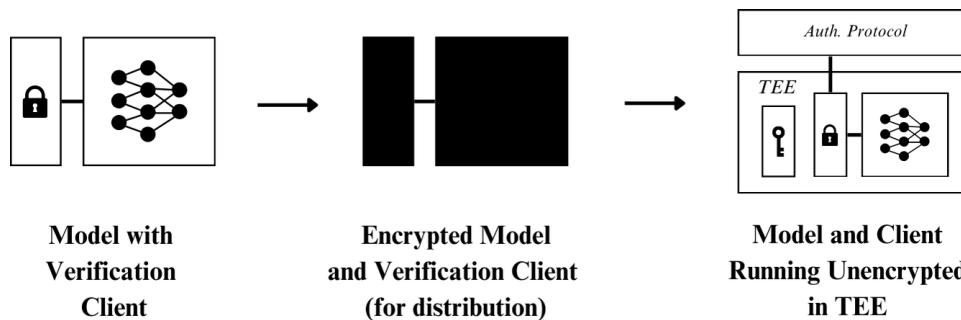 Auth. Protocol
TEE
Model with
Verification
Client
Encrypted Model
and Verification Client
(for distribution)
Model and Client
Running Unencrypted
in TEE